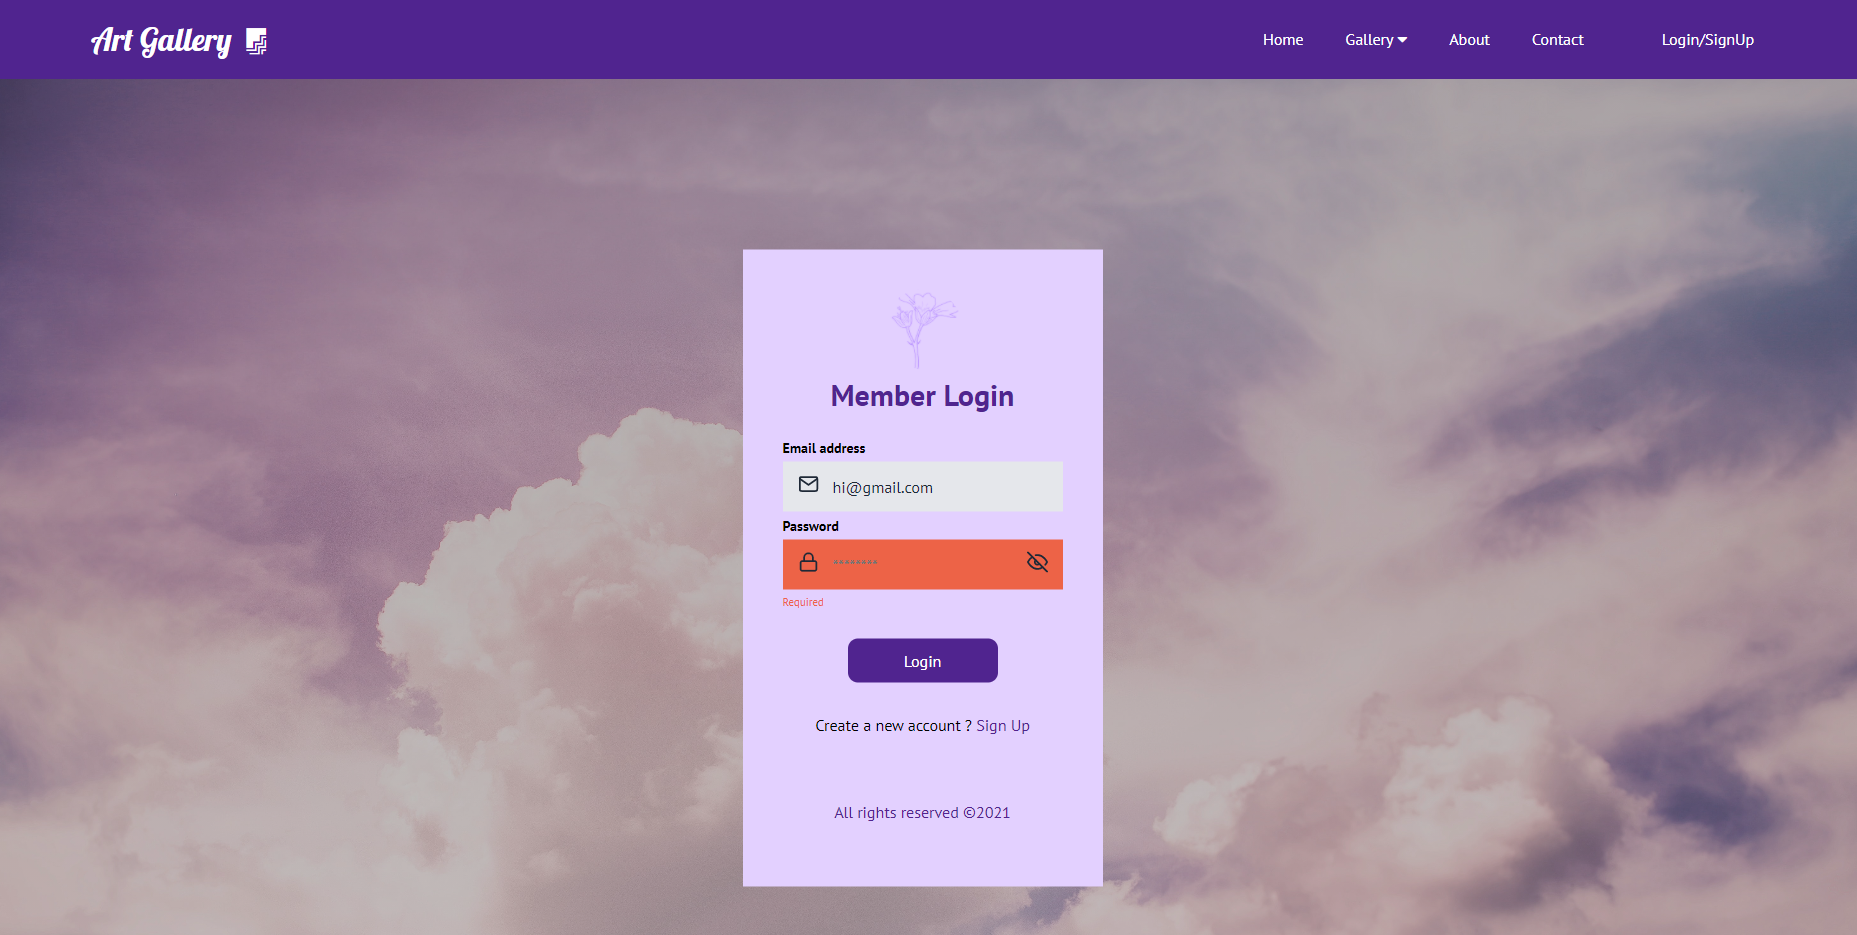 Art Gallery
Home Gallery About Contact Login/SignUp
Member Login
Email address
hi@gmail.com
Password
********
Required
Login
Create a new account ? Sign Up
All rights reserved ©2021